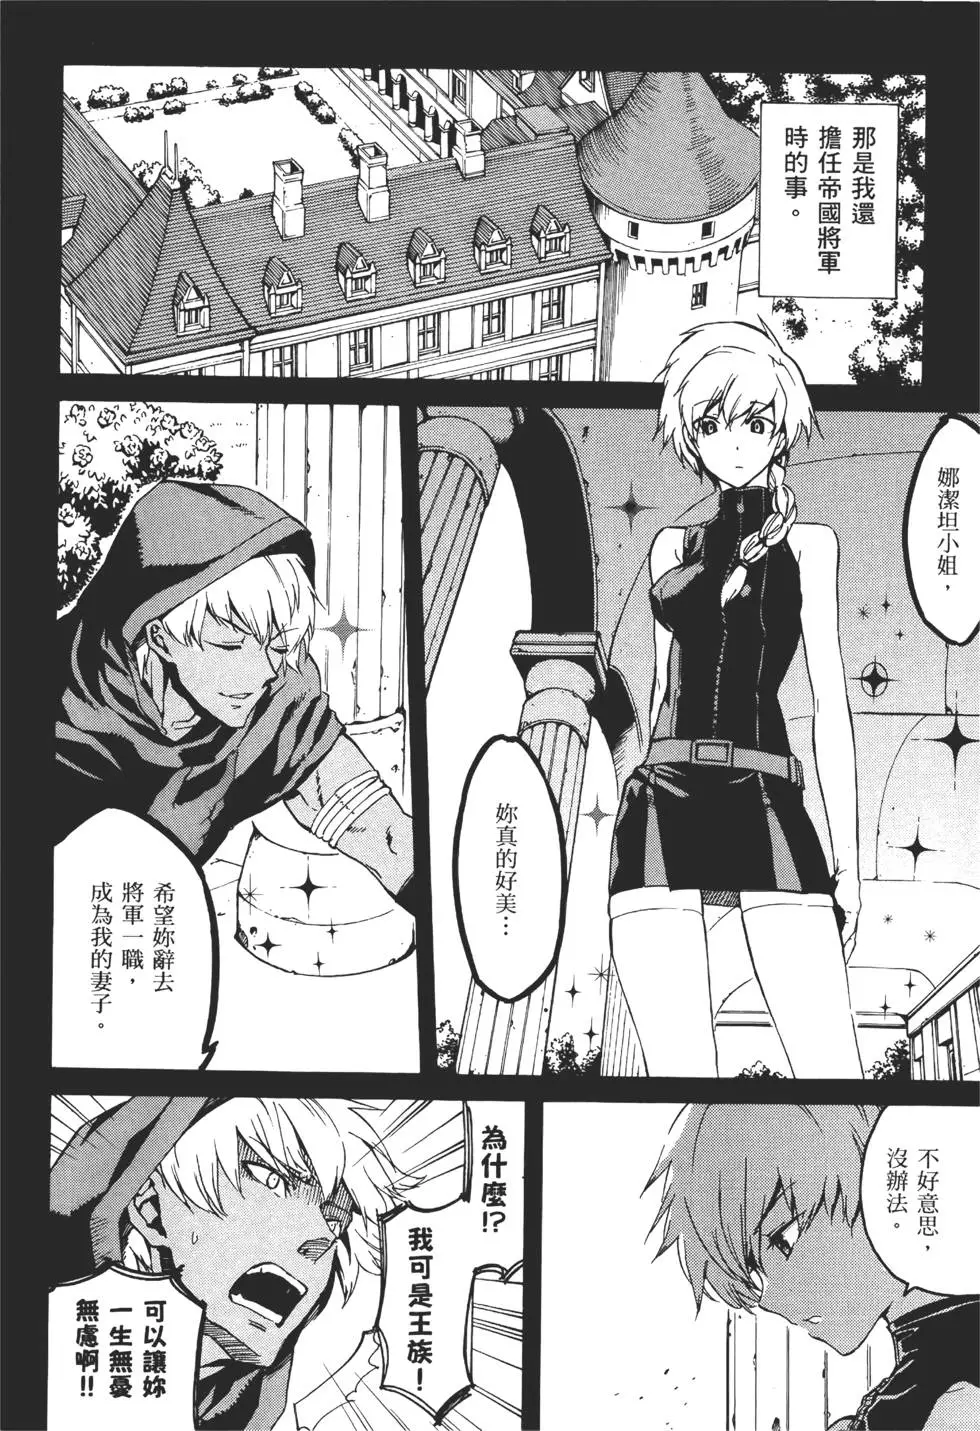 那是我還
擔任帝國將軍
時的事。
娜潔坦小姐，
妳真的好美…
希望妳辭去
將軍一職，
成為我的妻子。
不好意思，
沒辦法。
為什麼!?
我可是王族！
可以讓妳
一生無憂
無慮啊!!